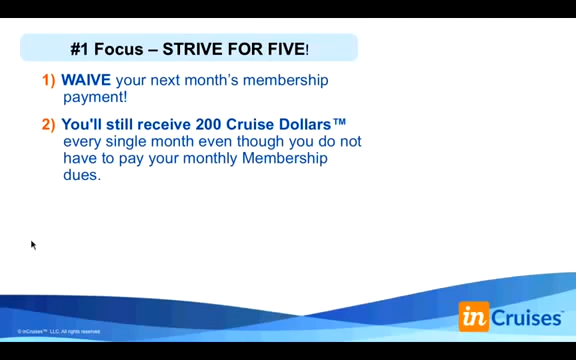 #1 Focus – STRIVE FOR FIVE!
1) WAIVE your next month's membership
payment!
2) You'll still receive 200 Cruise Dollars™
every single month even though you do not
have to pay your monthly Membership
dues.
© inCruises™ LLC. All rights reserved
inCruises™